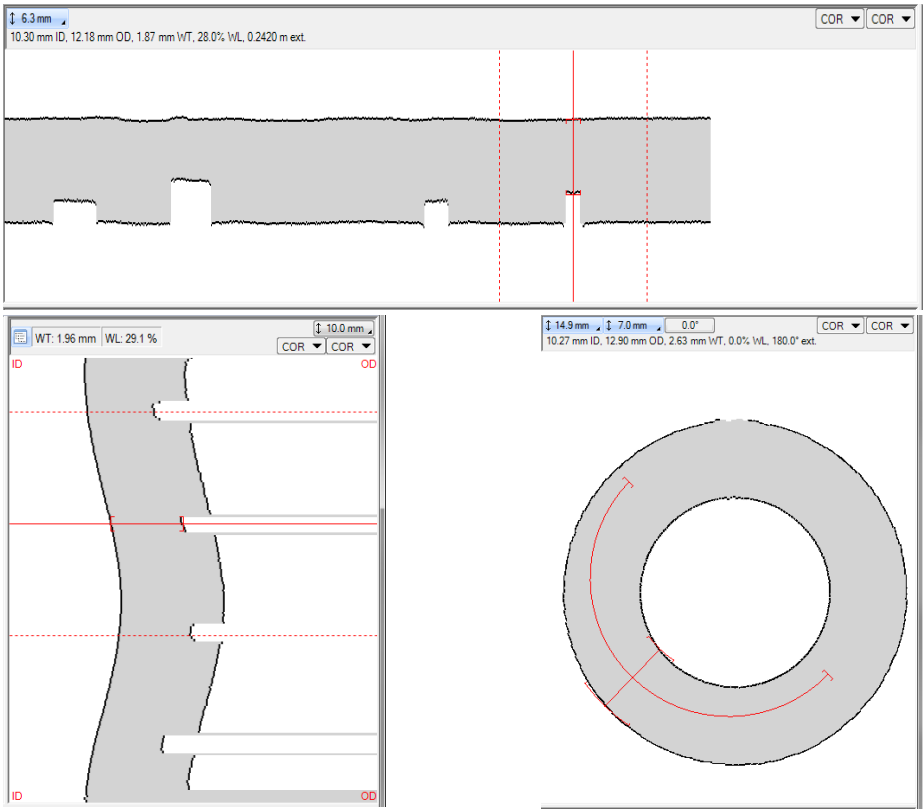 ↕ 6.3 mm COR ▼ COR ▼
10.30 mm ID, 12.18 mm OD, 1.87 mm WT, 28.0% WL, 0.2420 m ext.
↕ 10.0 mm
WT: 1.96 mm WL: 29.1 %
COR ▼ COR ▼
ID OD
ID OD
↕ 14.9 mm ↕ 7.0 mm 0.0° COR ▼ COR ▼
10.27 mm ID, 12.90 mm OD, 2.63 mm WT, 0.0% WL, 180.0° ext.